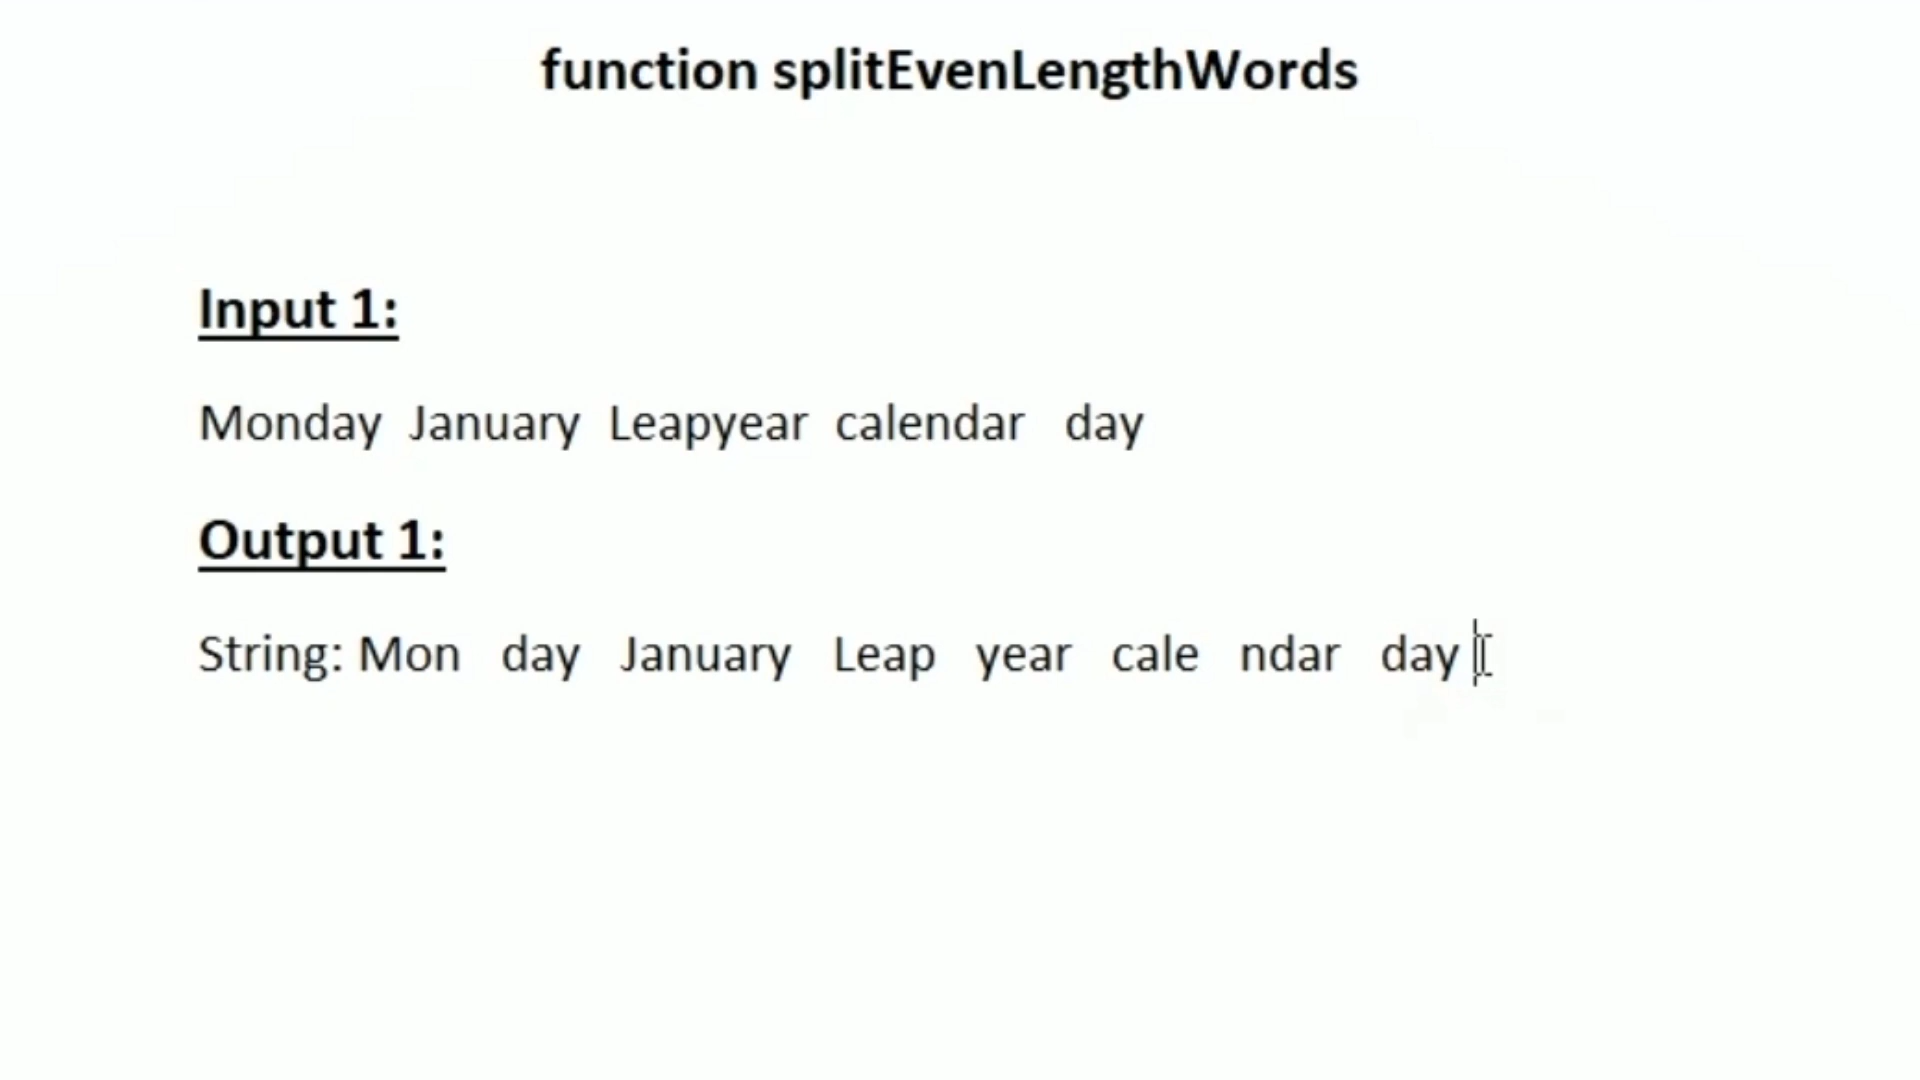 function splitEvenLengthWords
Input 1:
Monday January Leapyear calendar day
Output 1:
String: Mon day January Leap year cale ndar day